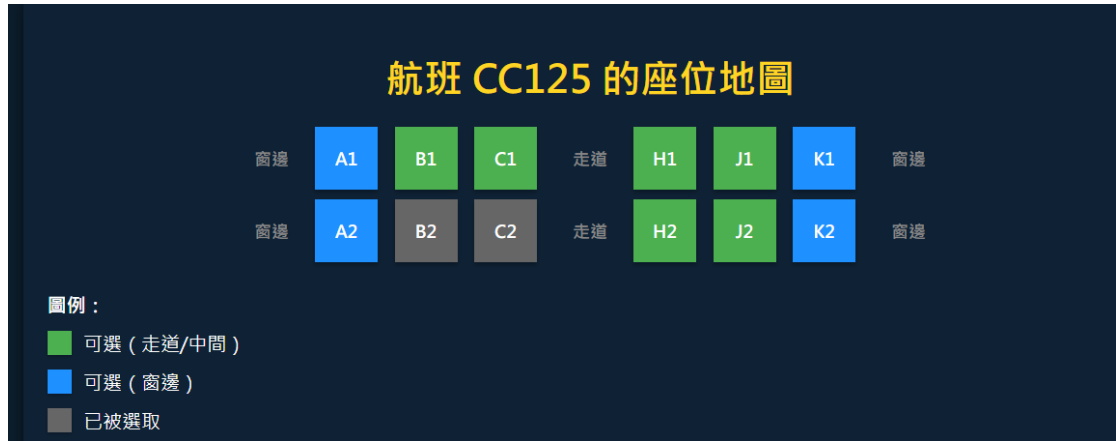 航班 CC125 的座位地圖
窗邊 A1 B1 C1 走道 H1 J1 K1 窗邊
窗邊 A2 B2 C2 走道 H2 J2 K2 窗邊
圖例：
可選（走道/中間）
可選（窗邊）
已被選取